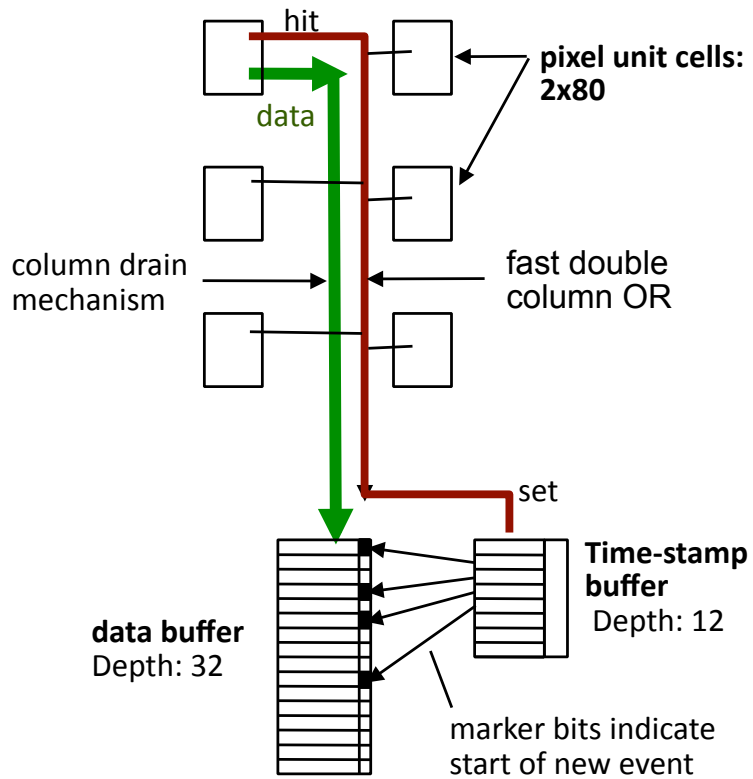 hit
pixel unit cells:
2x80
data
column drain
mechanism
fast double
column OR
set
Time-stamp
buffer
Depth: 12
data buffer
Depth: 32
marker bits indicate
start of new event